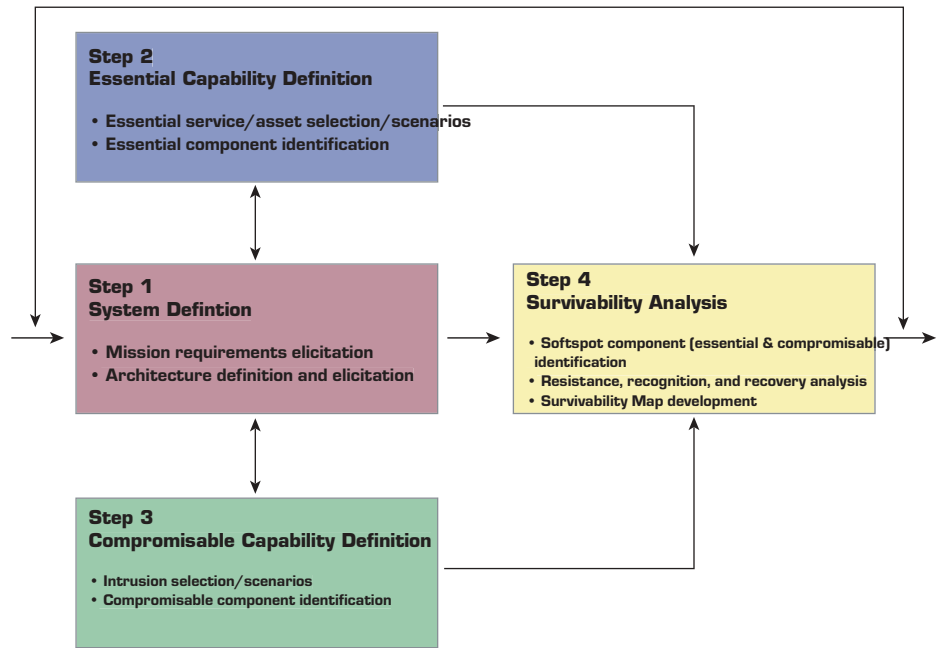 Step 2
Essential Capability Definition
• Essential service/asset selection/scenarios
• Essential component identification
Step 1
System Defintion
• Mission requirements elicitation
• Architecture definition and elicitation
Step 4
Survivability Analysis
• Softspot component (essential & compromisable)
identification
• Resistance, recognition, and recovery analysis
• Survivability Map development
Step 3
Compromisable Capability Definition
• Intrusion selection/scenarios
• Compromisable component identification